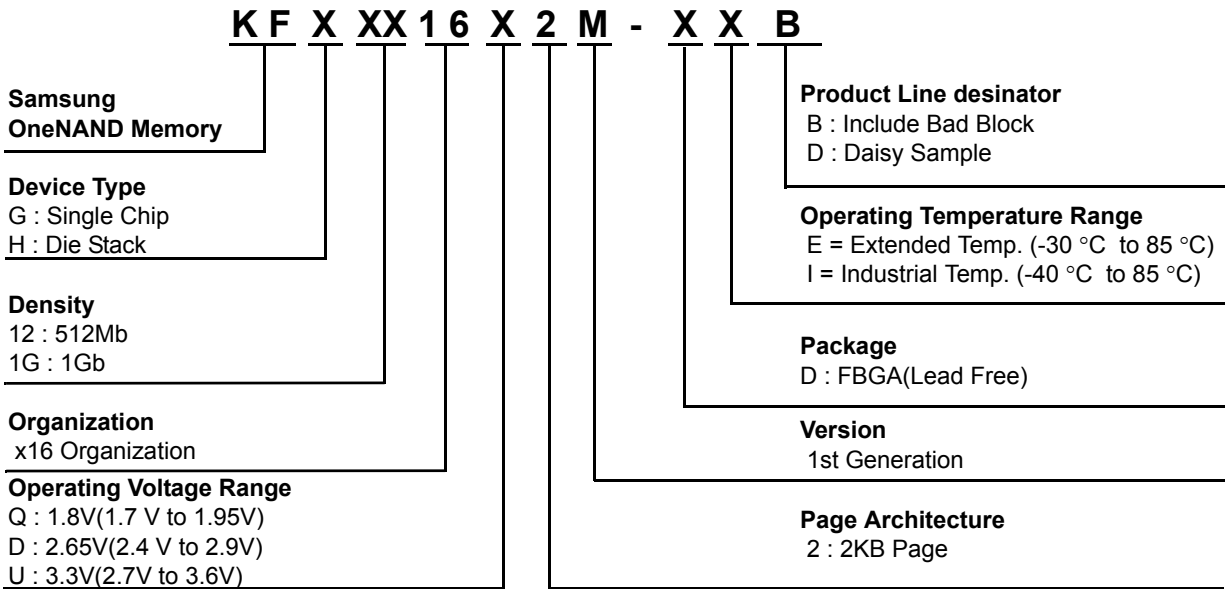 K F X XX 1 6 X 2 M - X X B
Samsung
OneNAND Memory
Device Type
G : Single Chip
H : Die Stack
Density
12 : 512Mb
1G : 1Gb
Organization
x16 Organization
Operating Voltage Range
Q : 1.8V(1.7 V to 1.95V)
D : 2.65V(2.4 V to 2.9V)
U : 3.3V(2.7V to 3.6V)
Product Line desinator
B : Include Bad Block
D : Daisy Sample
Operating Temperature Range
E = Extended Temp. (-30 °C to 85 °C)
I = Industrial Temp. (-40 °C to 85 °C)
Package
D : FBGA(Lead Free)
Version
1st Generation
Page Architecture
2 : 2KB Page